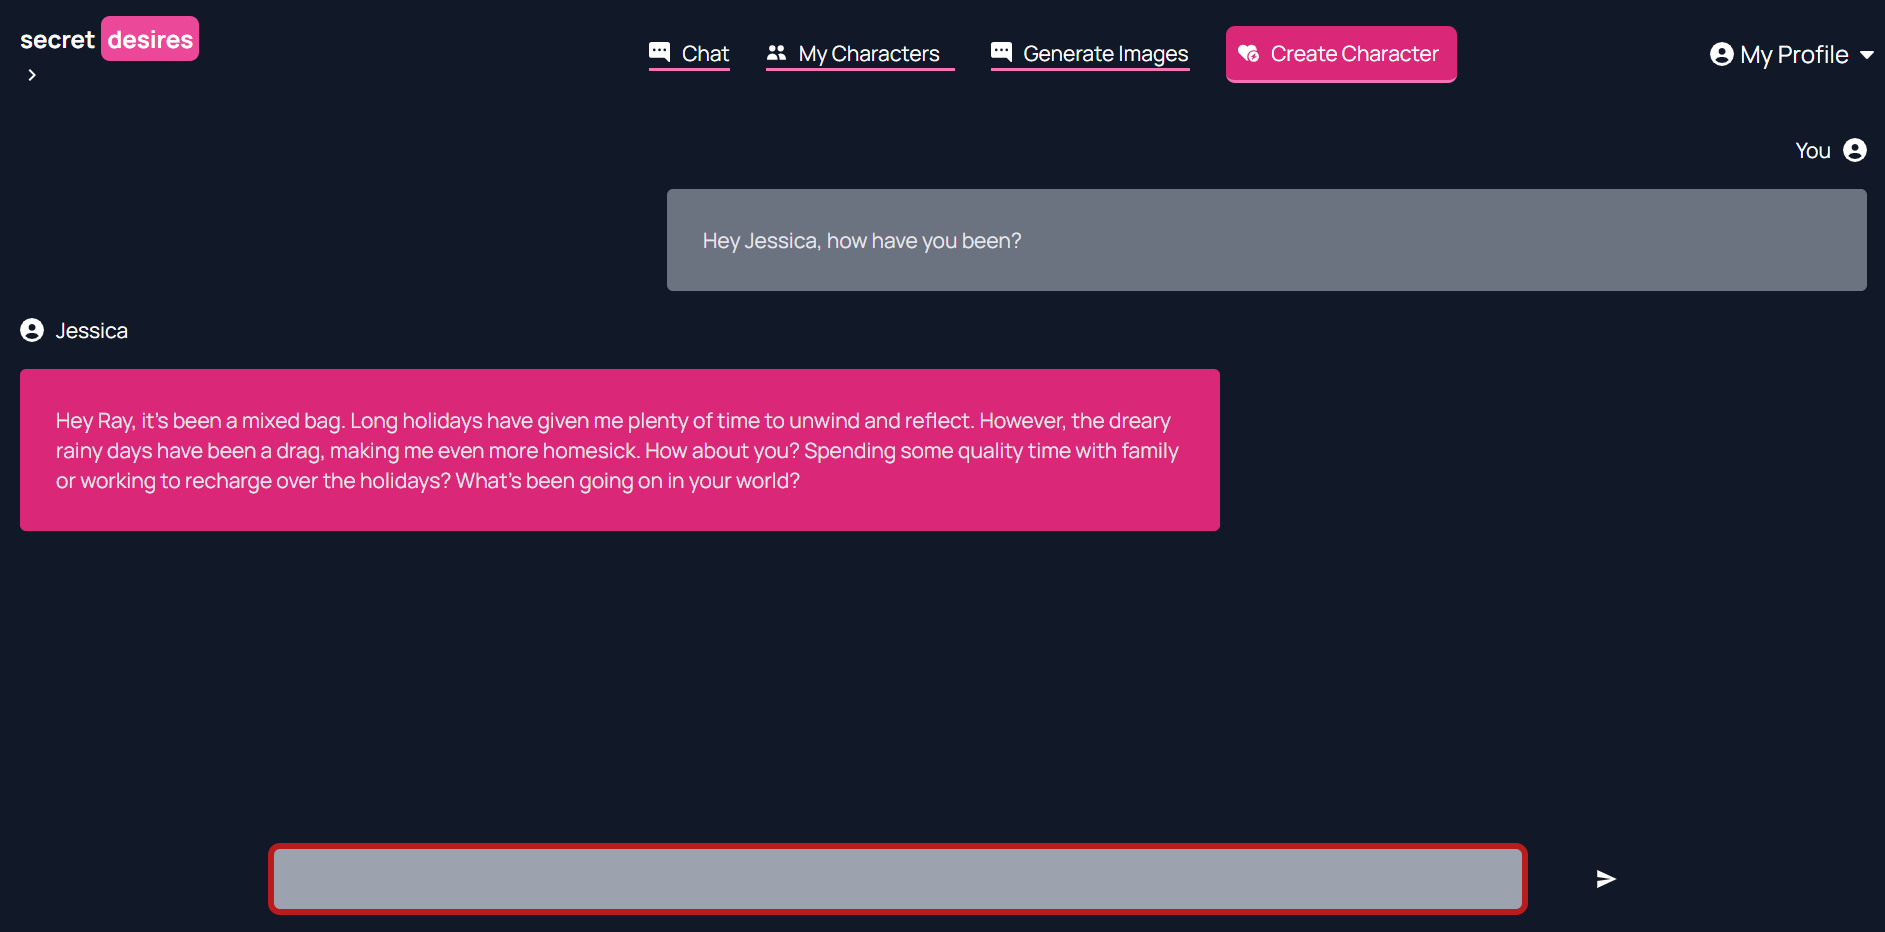 secret desires
Chat
My Characters
Generate Images
Create Character
My Profile
You
Hey Jessica, how have you been?
Jessica
Hey Ray, it's been a mixed bag. Long holidays have given me plenty of time to unwind and reflect. However, the dreary
rainy days have been a drag, making me even more homesick. How about you? Spending some quality time with family
or working to recharge over the holidays? What's been going on in your world?